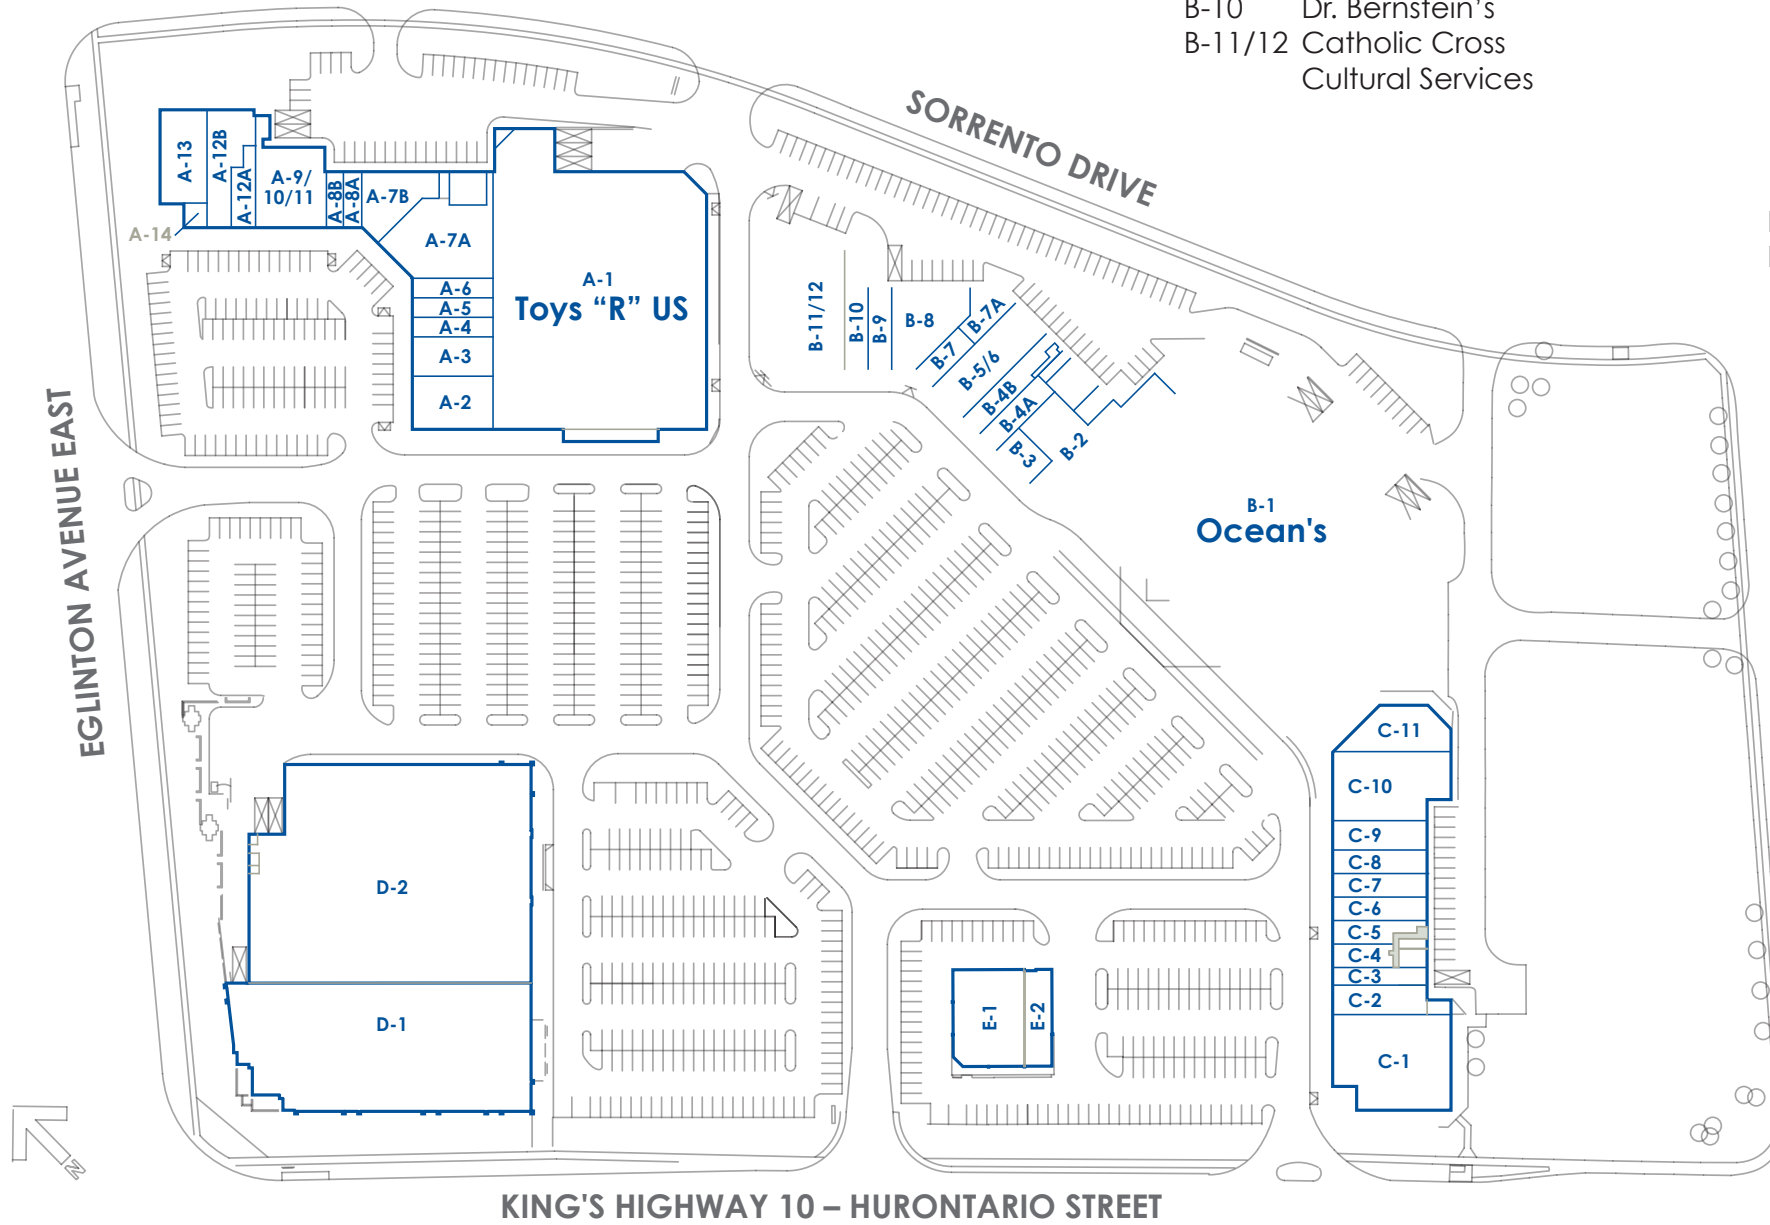 B-10 Dr. Bernstein's
B-11/12 Catholic Cross
Cultural Services
SORRENTO DRIVE
EGLINTON AVENUE EAST
KING'S HIGHWAY 10 – HURONTARIO STREET
A-13
A-12B
A-12A
A-9/
10/11
A-8B
A-8A
A-7B
A-14
A-7A
A-6
A-5
A-4
A-3
A-2
A-1
Toys “R” US
B-11/12
B-10
B-9
B-8
B-7A
B-7
B-5/6
B-4B
B-4A
B-3
B-2
B-1
Ocean's
C-11
C-10
C-9
C-8
C-7
C-6
C-5
C-4
C-3
C-2
C-1
D-2
D-1
E-1
E-2
N